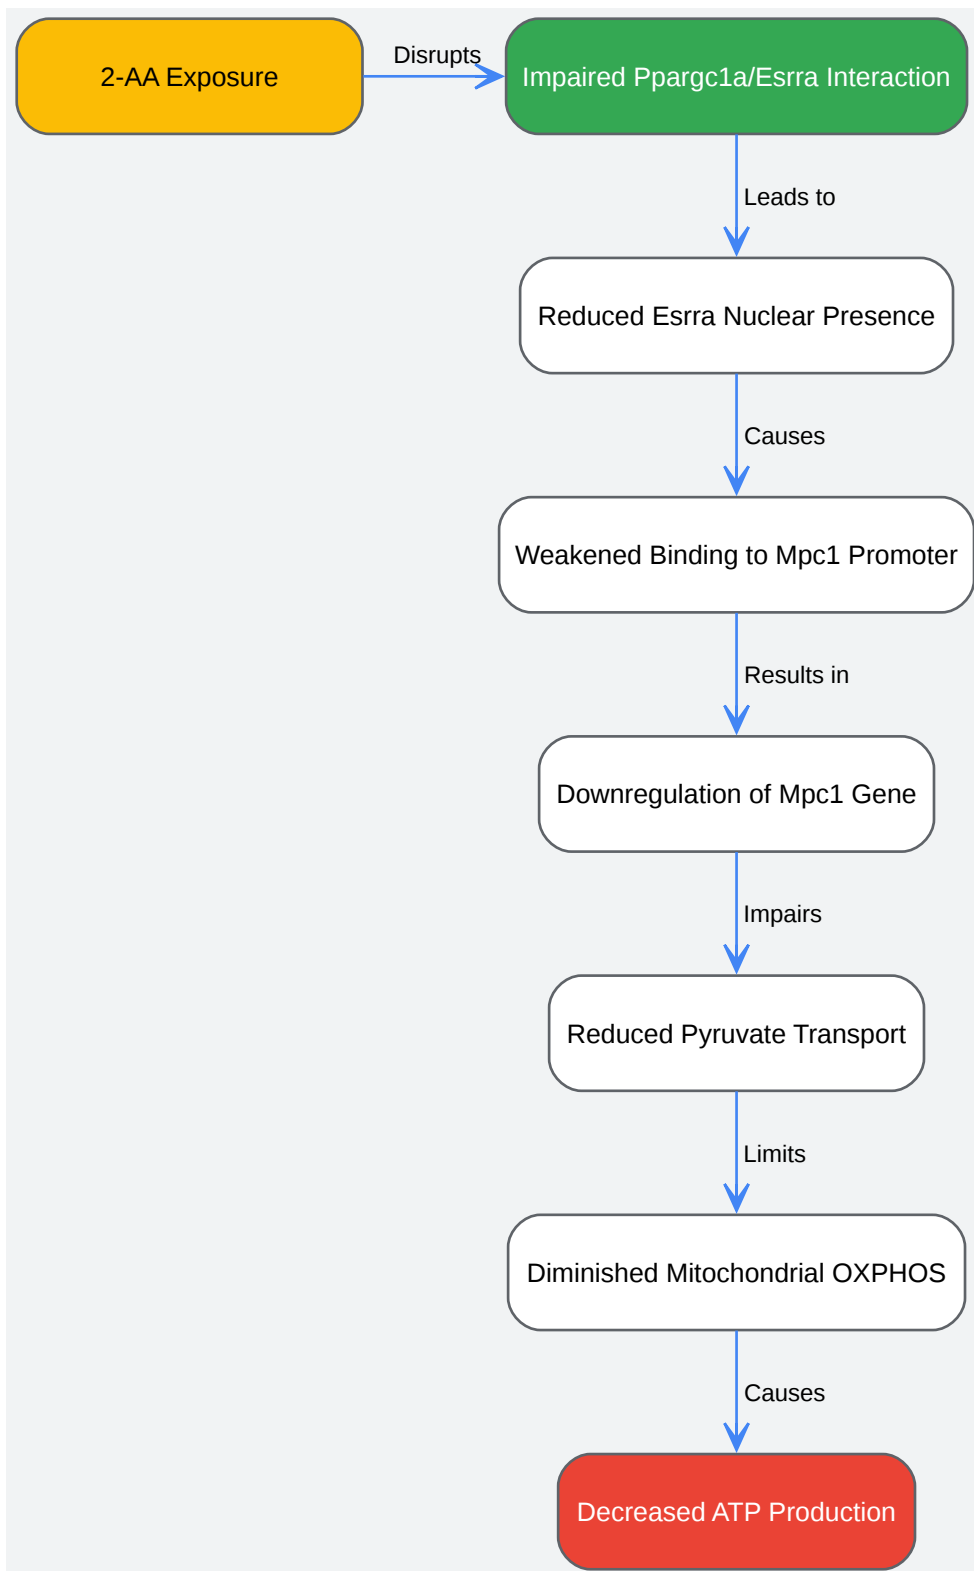 2-AA Exposure
Disrupts
Impaired Ppargc1a/Esrra Interaction
Leads to
Reduced Esrra Nuclear Presence
Causes
Weakened Binding to Mpc1 Promoter
Results in
Downregulation of Mpc1 Gene
Impairs
Reduced Pyruvate Transport
Limits
Diminished Mitochondrial OXPHOS
Causes
Decreased ATP Production